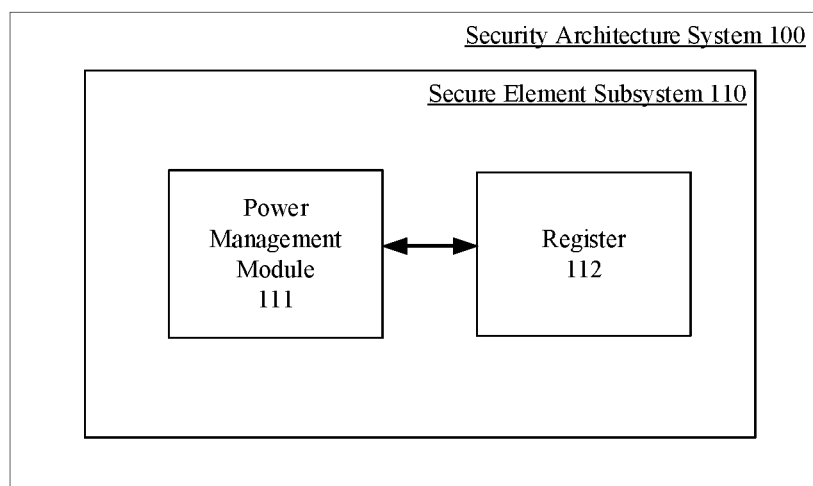 Security Architecture System 100
Secure Element Subsystem 110
Power
Management
Module
111
Register
112